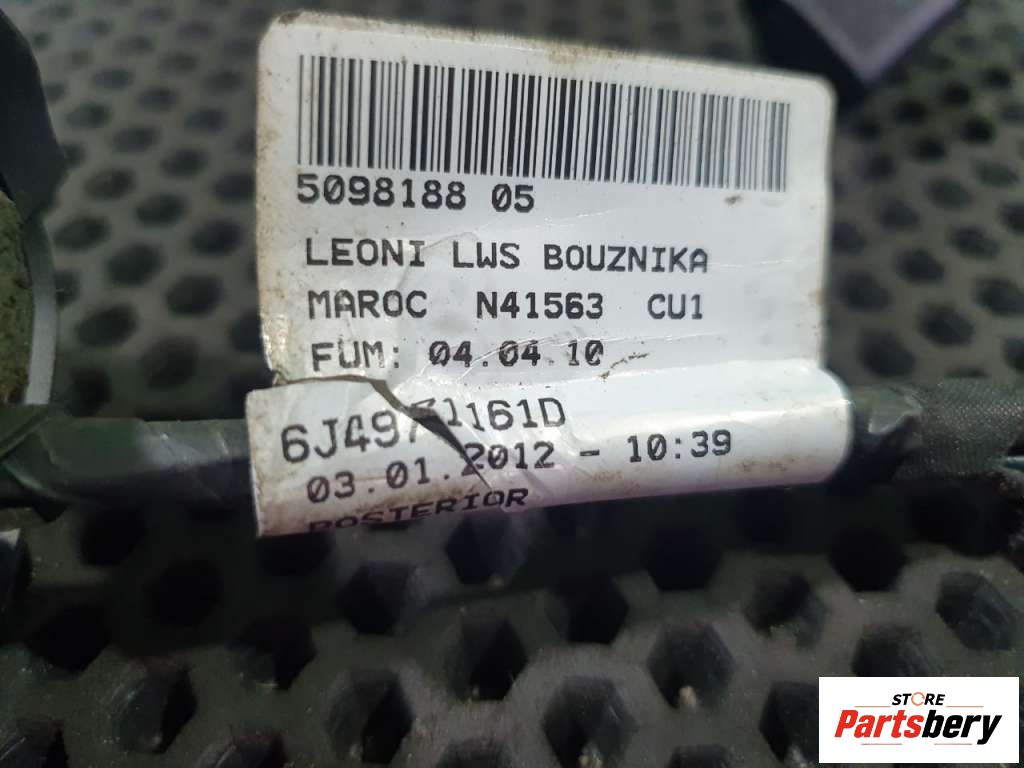 5098188 05
LEONI LWS BOUZNIKA
MAROC N41563 CU1
FUM: 04.04.10
6J4971161D
03.01.2012 - 10:39
POSTERIOR
STORE
Partsbery